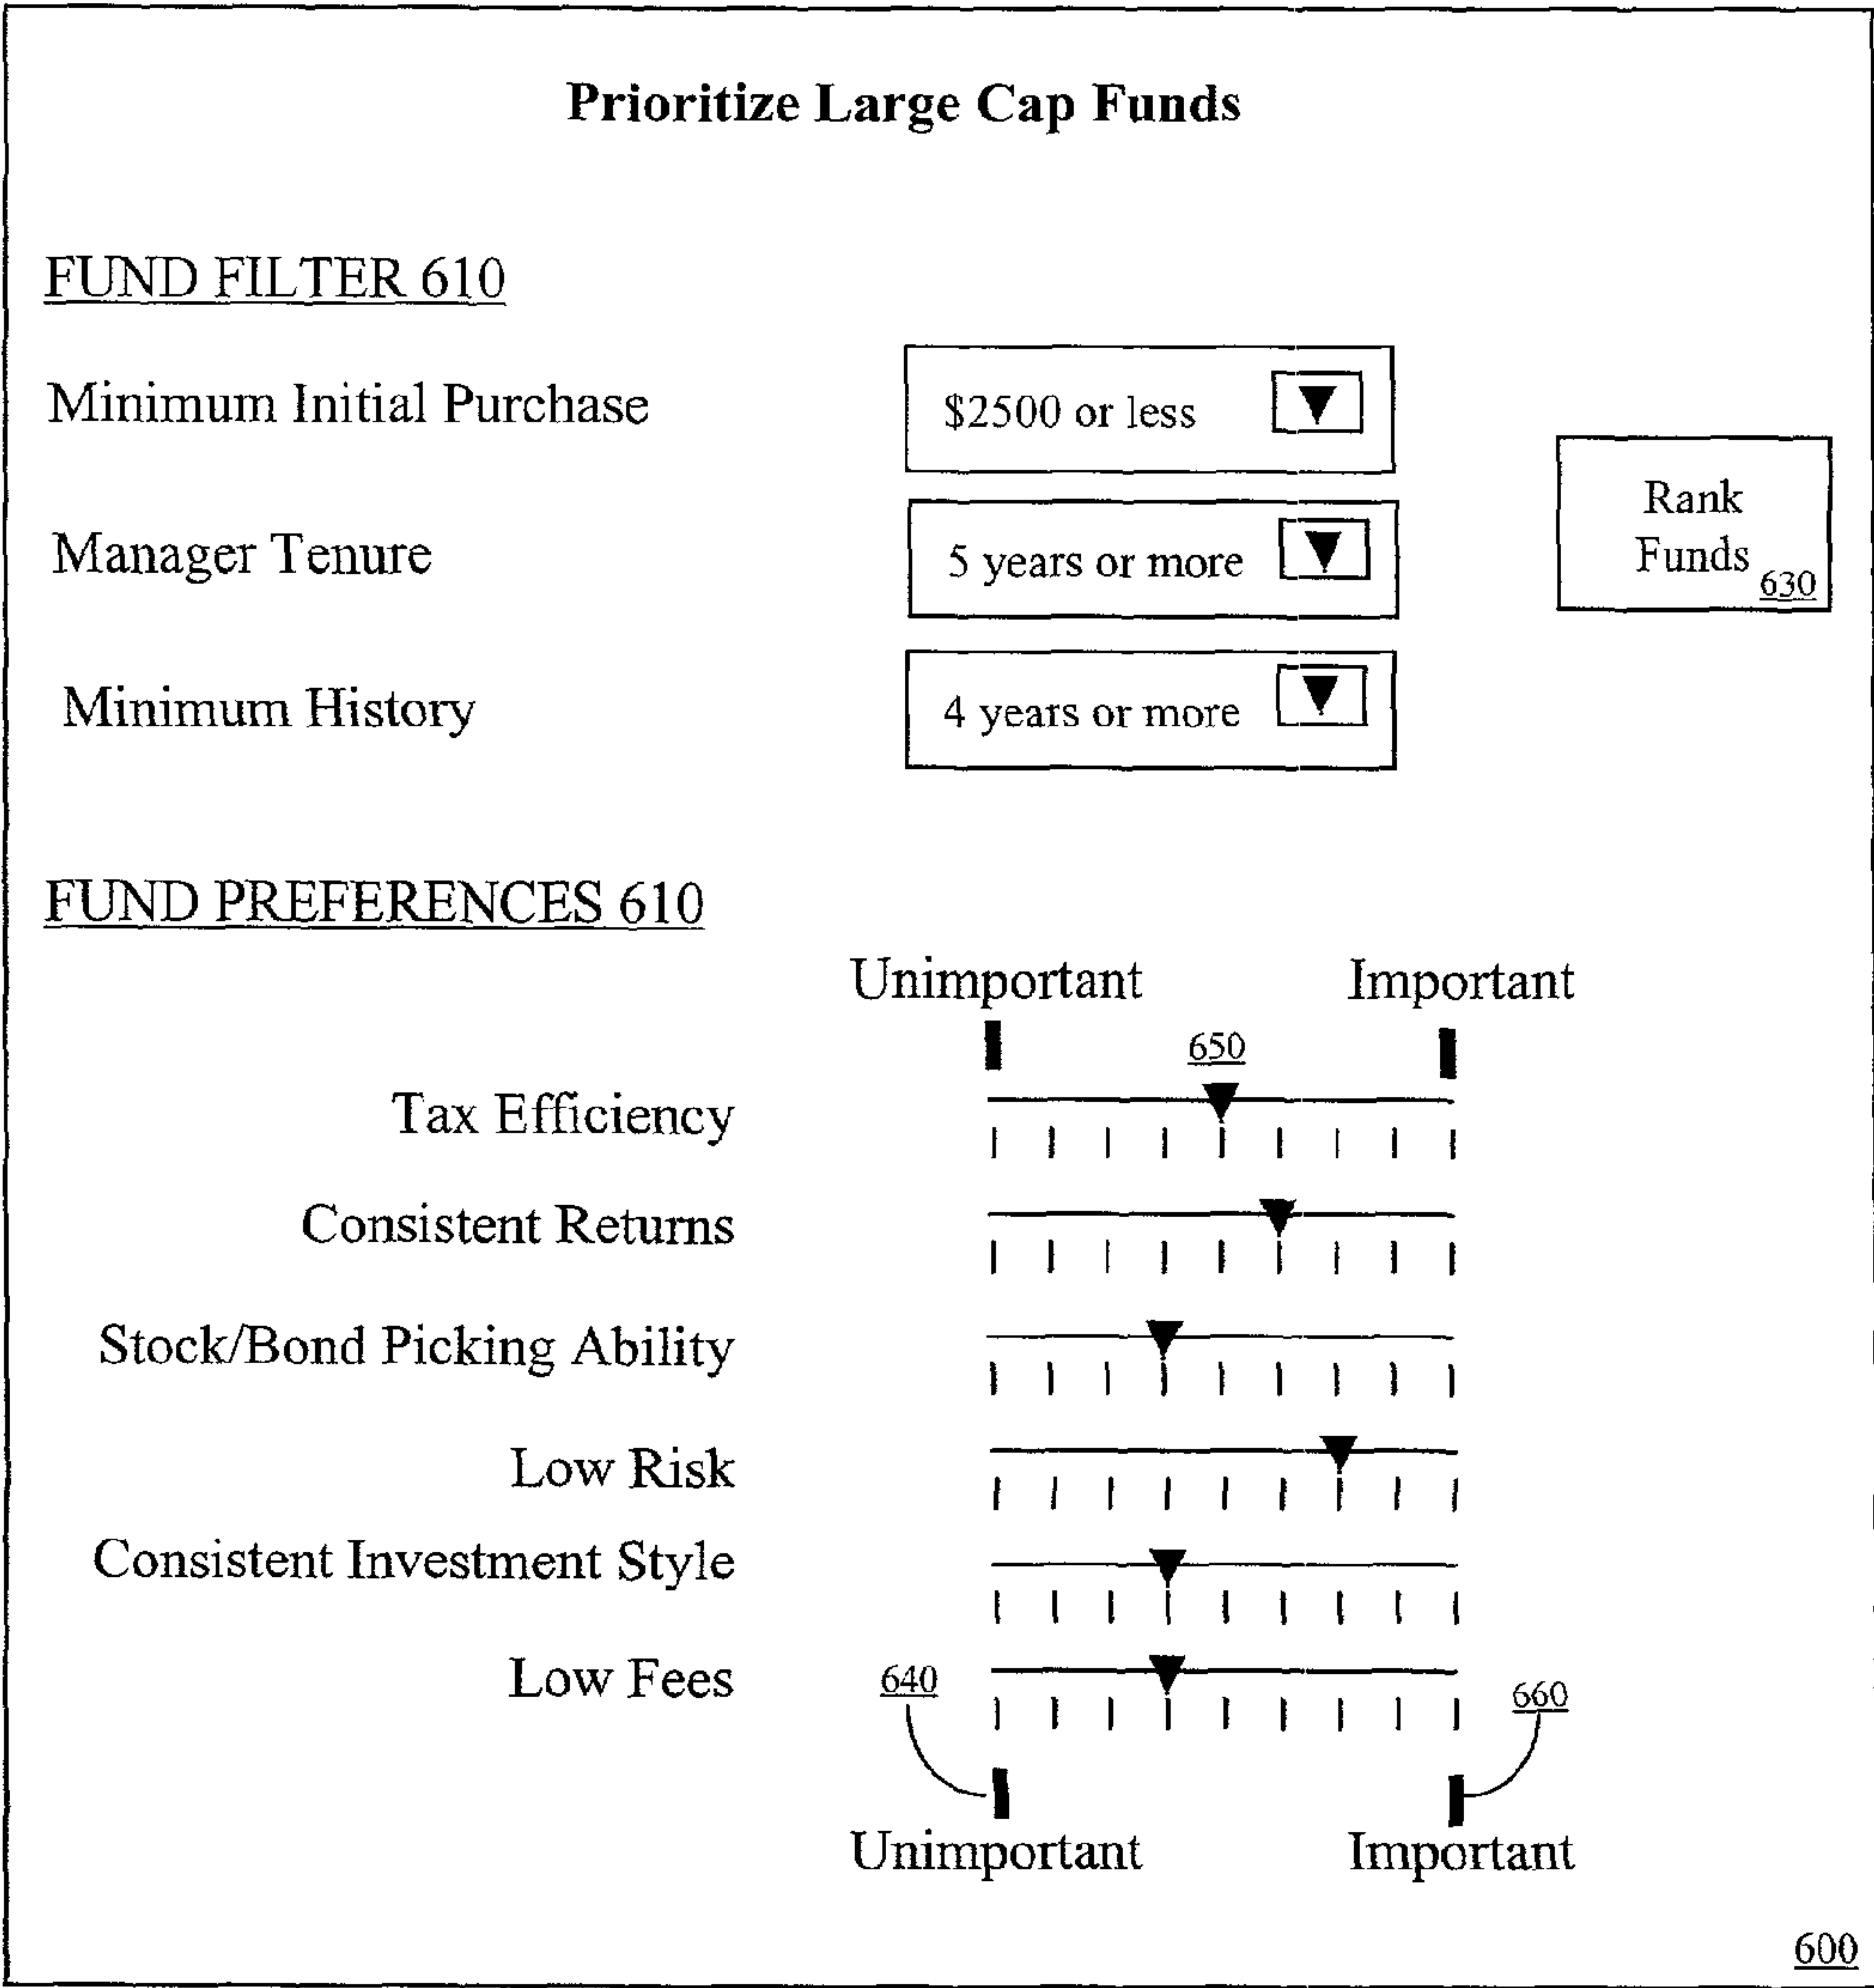 Prioritize Large Cap Funds
FUND FILTER 610
Minimum Initial Purchase
$2500 or less
Manager Tenure
5 years or more
Rank
Funds 630
Minimum History
4 years or more
FUND PREFERENCES 610
Unimportant
Important
650
Tax Efficiency
Consistent Returns
Stock/Bond Picking Ability
Low Risk
Consistent Investment Style
Low Fees
640
660
Unimportant
Important
600